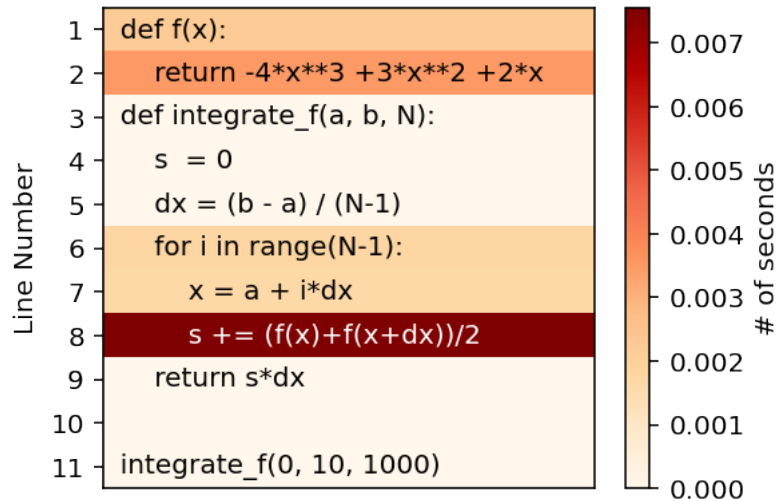 Line Number
1 def f(x):
2 return -4*x**3 +3*x**2 +2*x
3 def integrate_f(a, b, N):
4 s  = 0
5 dx = (b - a) / (N-1)
6 for i in range(N-1):
7 x = a + i*dx
8 s += (f(x)+f(x+dx))/2
9 return s*dx
10
11 integrate_f(0, 10, 1000)
0.007
0.006
0.005
0.004
0.003
0.002
0.001
0.000
# of seconds